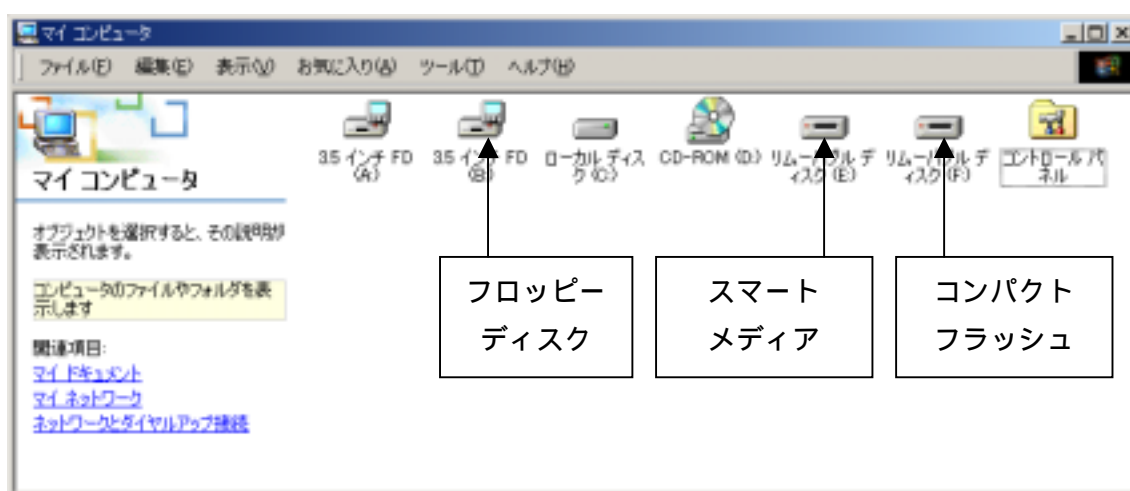 マイ コンピュータ
ファイル(F) 編集(E) 表示(V) お気に入り(A) ツール(T) ヘルプ(H)
3.5 インチ FD
(A:)
3.5 インチ FD
(B:)
ローカル ディス
ク (C:)
CD-ROM (D:)
リムーバブル デ
ィスク (E:)
リムーバブル デ
ィスク (F:)
コントロール パ
ネル
マイ コンピュータ
オブジェクトを選択すると、その説明が
表示されます。
コンピュータのファイルやフォルダを表
示します
関連項目:
マイ ドキュメント
マイ ネットワーク
ネットワークとダイヤルアップ接続
フロッピー
ディスク
スマート
メディア
コンパクト
フラッシュ